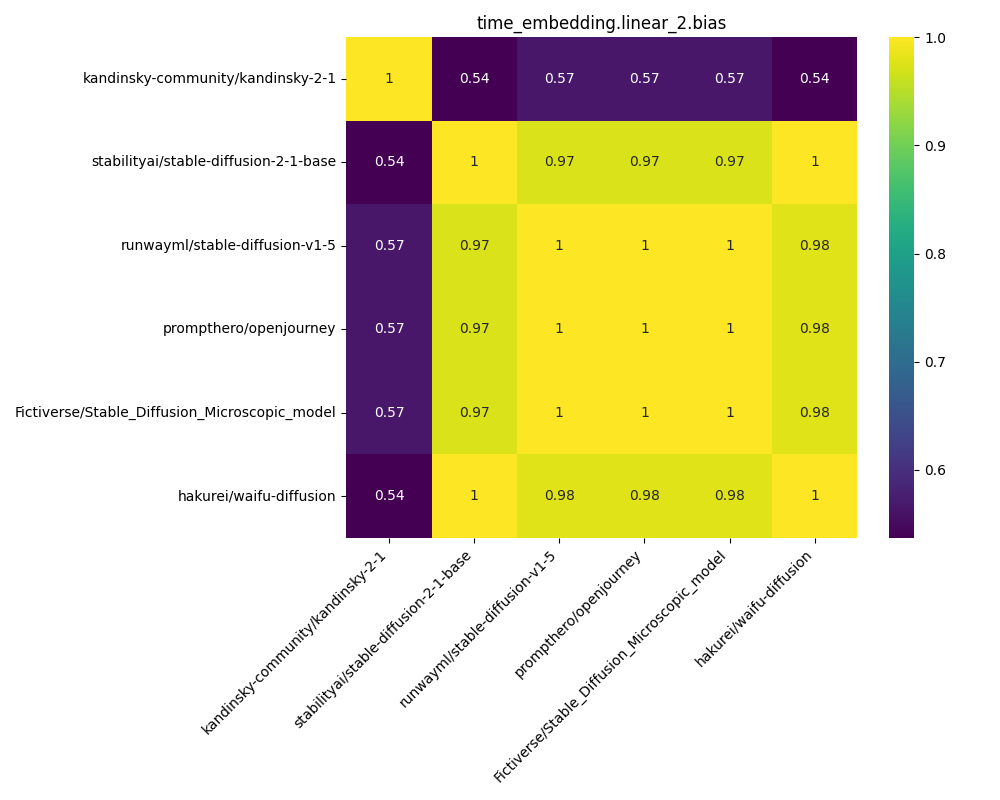 time_embedding.linear_2.bias
kandinsky-community/kandinsky-2-1
1 0.54 0.57 0.57 0.57 0.54
stabilityai/stable-diffusion-2-1-base
0.54 1 0.97 0.97 0.97 1
runwayml/stable-diffusion-v1-5
0.57 0.97 1 1 1 0.98
prompthero/openjourney
0.57 0.97 1 1 1 0.98
Fictiverse/Stable_Diffusion_Microscopic_model
0.57 0.97 1 1 1 0.98
hakurei/waifu-diffusion
0.54 1 0.98 0.98 0.98 1
kandinsky-community/kandinsky-2-1
stabilityai/stable-diffusion-2-1-base
runwayml/stable-diffusion-v1-5
prompthero/openjourney
Fictiverse/Stable_Diffusion_Microscopic_model
hakurei/waifu-diffusion
1.0
0.9
0.8
0.7
0.6